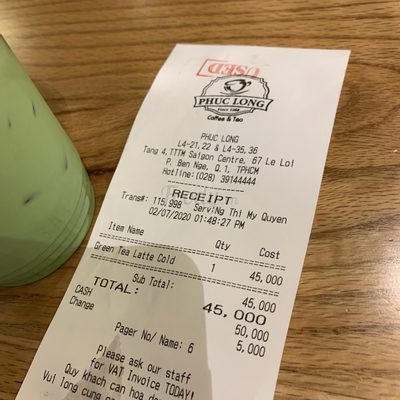 USED
PHUC LONG
SINCE 1968
Coffee & Tea
PHUC LONG
L4-21,22 & L4-35,36
Tang 4,TTTM Saigon Centre, 67 Le Loi
P. Ben Nge, Q.1, TPHCM
Hotline:(028) 39144444
RECEIPT
Trans#: 115,998 Serv:Ng Thi My Quyen
02/07/2020 01:48:27 PM
Item Name Qty Cost
Green Tea Latte Cold 1 45,000
Sub Total: 45,000
TOTAL: 45,000
CASH 50,000
Change 5,000
Pager No/ Name: 6
Please ask our staff
for VAT Invoice TODAY!
Quy khach can hoa
Vui long cung